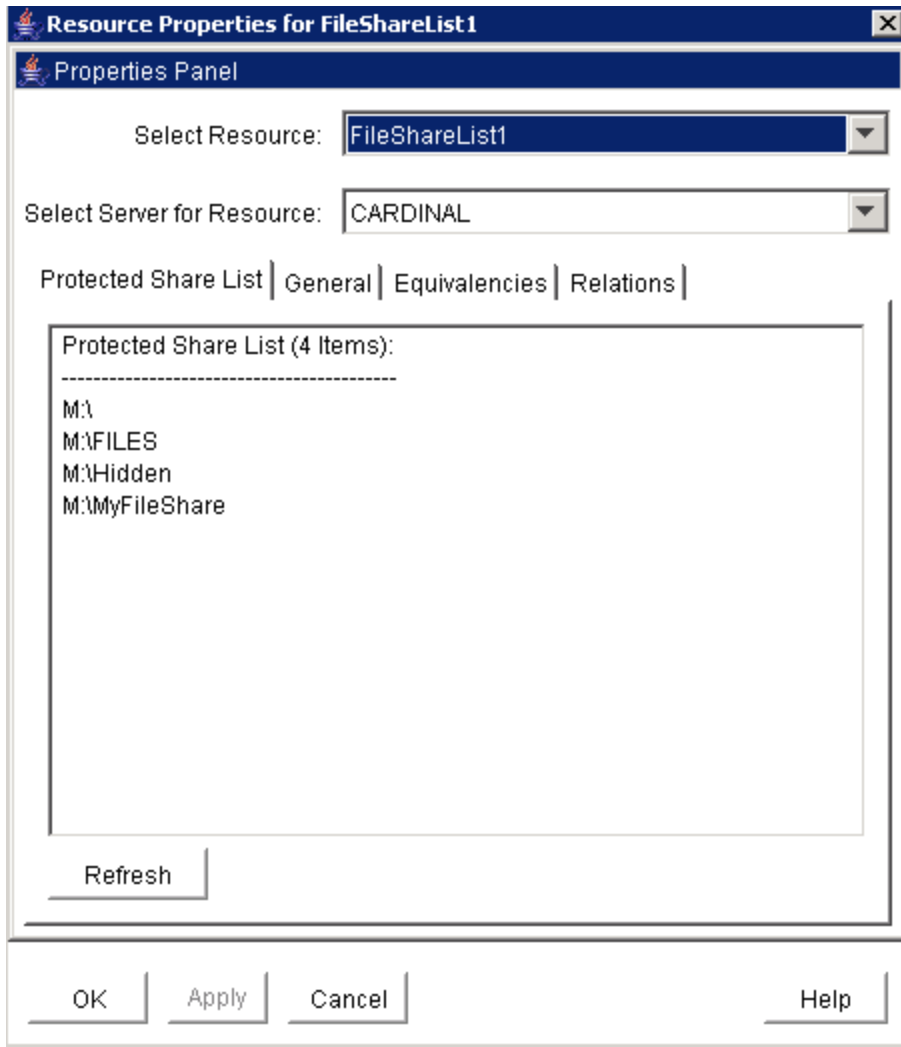 Resource Properties for FileShareList1
Properties Panel
Select Resource: FileShareList1
Select Server for Resource: CARDINAL
Protected Share List General Equivalencies Relations
Protected Share List (4 Items):
------------------------------------------
M:\
M:\FILES
M:\Hidden
M:\MyFileShare
Refresh
OK Apply Cancel Help